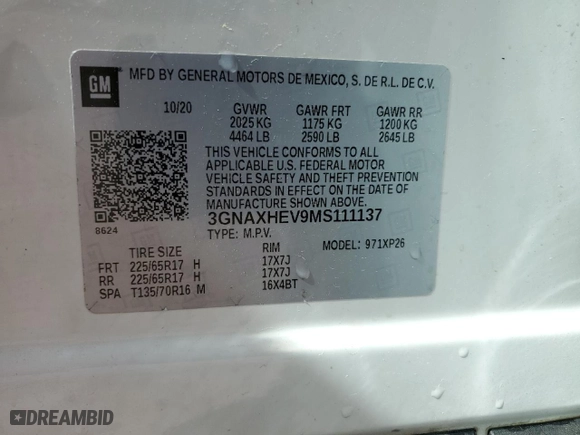 GM
MFD BY GENERAL MOTORS DE MEXICO, S. DE R.L. DE C.V.
10/20 GVWR GAWR FRT GAWR RR
2025 KG 1175 KG 1200 KG
4464 LB 2590 LB 2645 LB
THIS VEHICLE CONFORMS TO ALL
APPLICABLE U.S. FEDERAL MOTOR
VEHICLE SAFETY AND THEFT PREVENTION
STANDARDS IN EFFECT ON THE DATE OF
MANUFACTURE SHOWN ABOVE.
8624 3GNAXHEV9MS111137
TYPE: M.P.V. MODEL: 971XP26
TIRE SIZE RIM
FRT 225/65R17 H 17X7J
RR 225/65R17 H 17X7J
SPA T135/70R16 M 16X4BT
DREAMBID